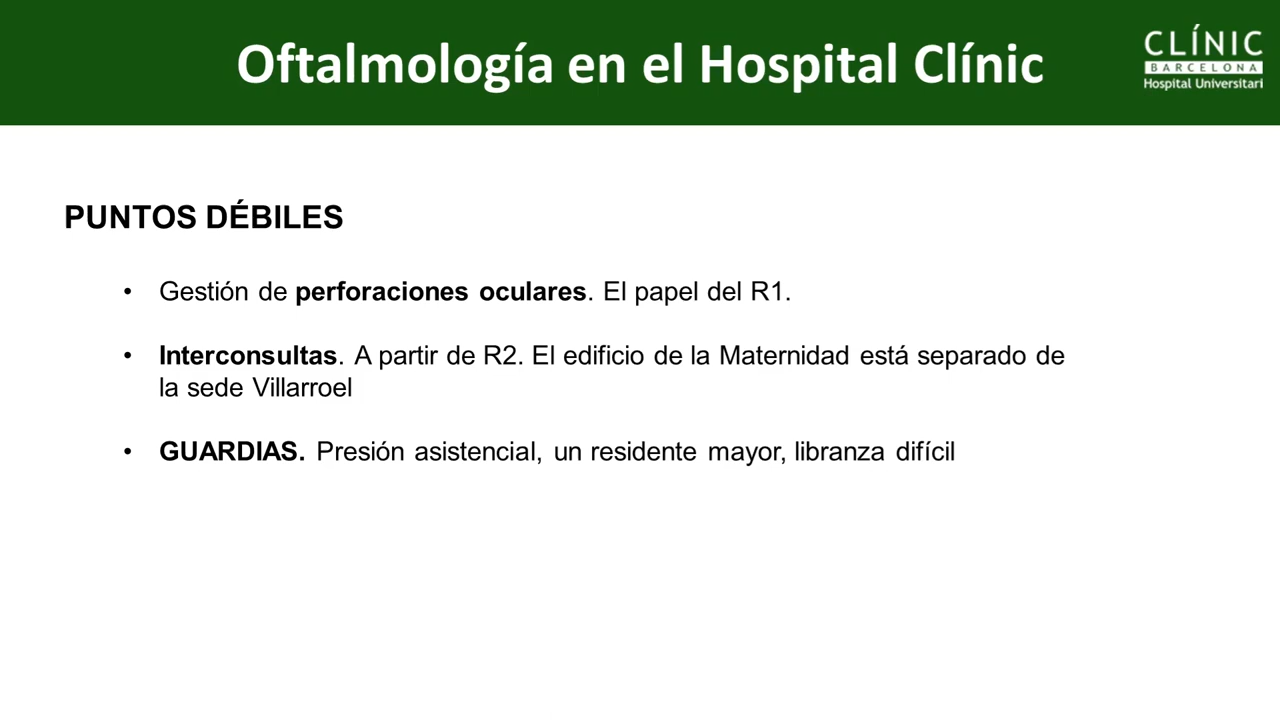 Oftalmología en el Hospital Clínic
CLÍNIC
BARCELONA
Hospital Universitari
PUNTOS DÉBILES
• Gestión de perforaciones oculares. El papel del R1.
• Interconsultas. A partir de R2. El edificio de la Maternidad está separado de
la sede Villarroel
• GUARDIAS. Presión asistencial, un residente mayor, libranza difícil